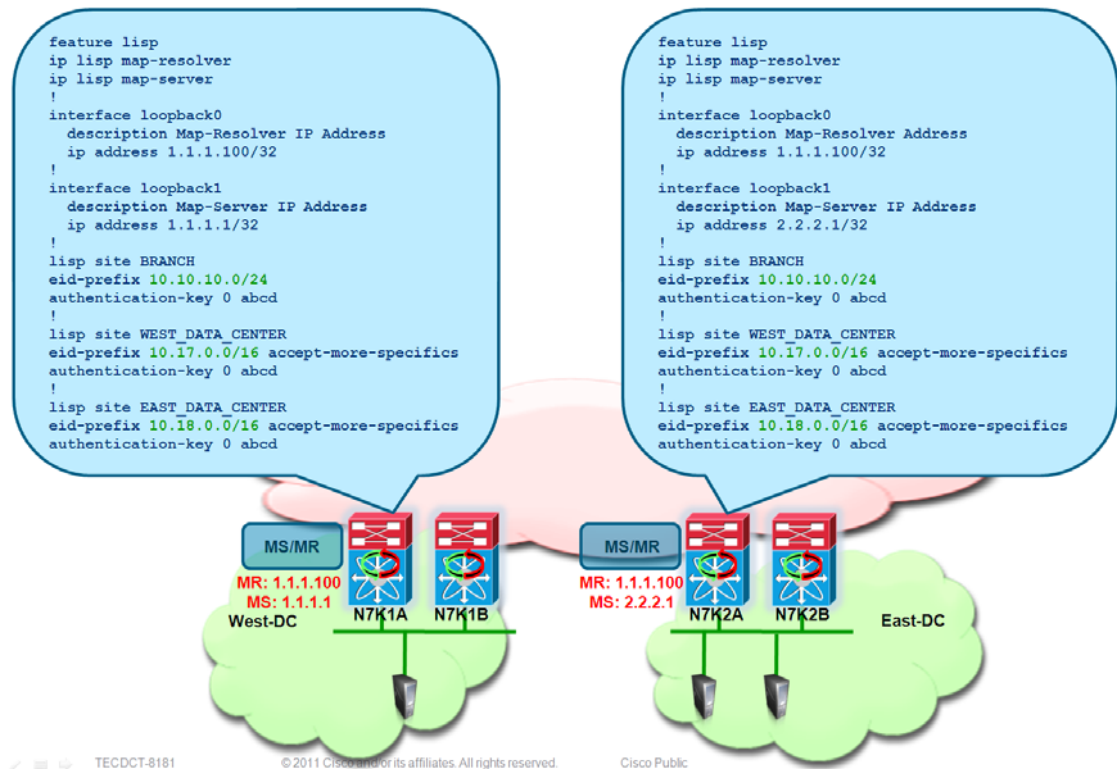 feature lisp
ip lisp map-resolver
ip lisp map-server
!
interface loopback0
description Map-Resolver IP Address
ip address 1.1.1.100/32
!
interface loopback1
description Map-Server IP Address
ip address 1.1.1.1/32
!
lisp site BRANCH
eid-prefix 10.10.10.0/24
authentication-key 0 abcd
!
lisp site WEST_DATA_CENTER
eid-prefix 10.17.0.0/16 accept-more-specifics
authentication-key 0 abcd
!
lisp site EAST_DATA_CENTER
eid-prefix 10.18.0.0/16 accept-more-specifics
authentication-key 0 abcd
feature lisp
ip lisp map-resolver
ip lisp map-server
!
interface loopback0
description Map-Resolver Address
ip address 1.1.1.100/32
!
interface loopback1
description Map-Server IP Address
ip address 2.2.2.1/32
!
lisp site BRANCH
eid-prefix 10.10.10.0/24
authentication-key 0 abcd
!
lisp site WEST_DATA_CENTER
eid-prefix 10.17.0.0/16 accept-more-specifics
authentication-key 0 abcd
!
lisp site EAST_DATA_CENTER
eid-prefix 10.18.0.0/16 accept-more-specifics
authentication-key 0 abcd
MS/MR
MR: 1.1.1.100
MS: 1.1.1.1
West-DC
N7K1A
N7K1B
MS/MR
MR: 1.1.1.100
MS: 2.2.2.1
N7K2A
N7K2B
East-DC
TECDCT-8181
© 2011 Cisco and/or its affiliates. All rights reserved.
Cisco Public